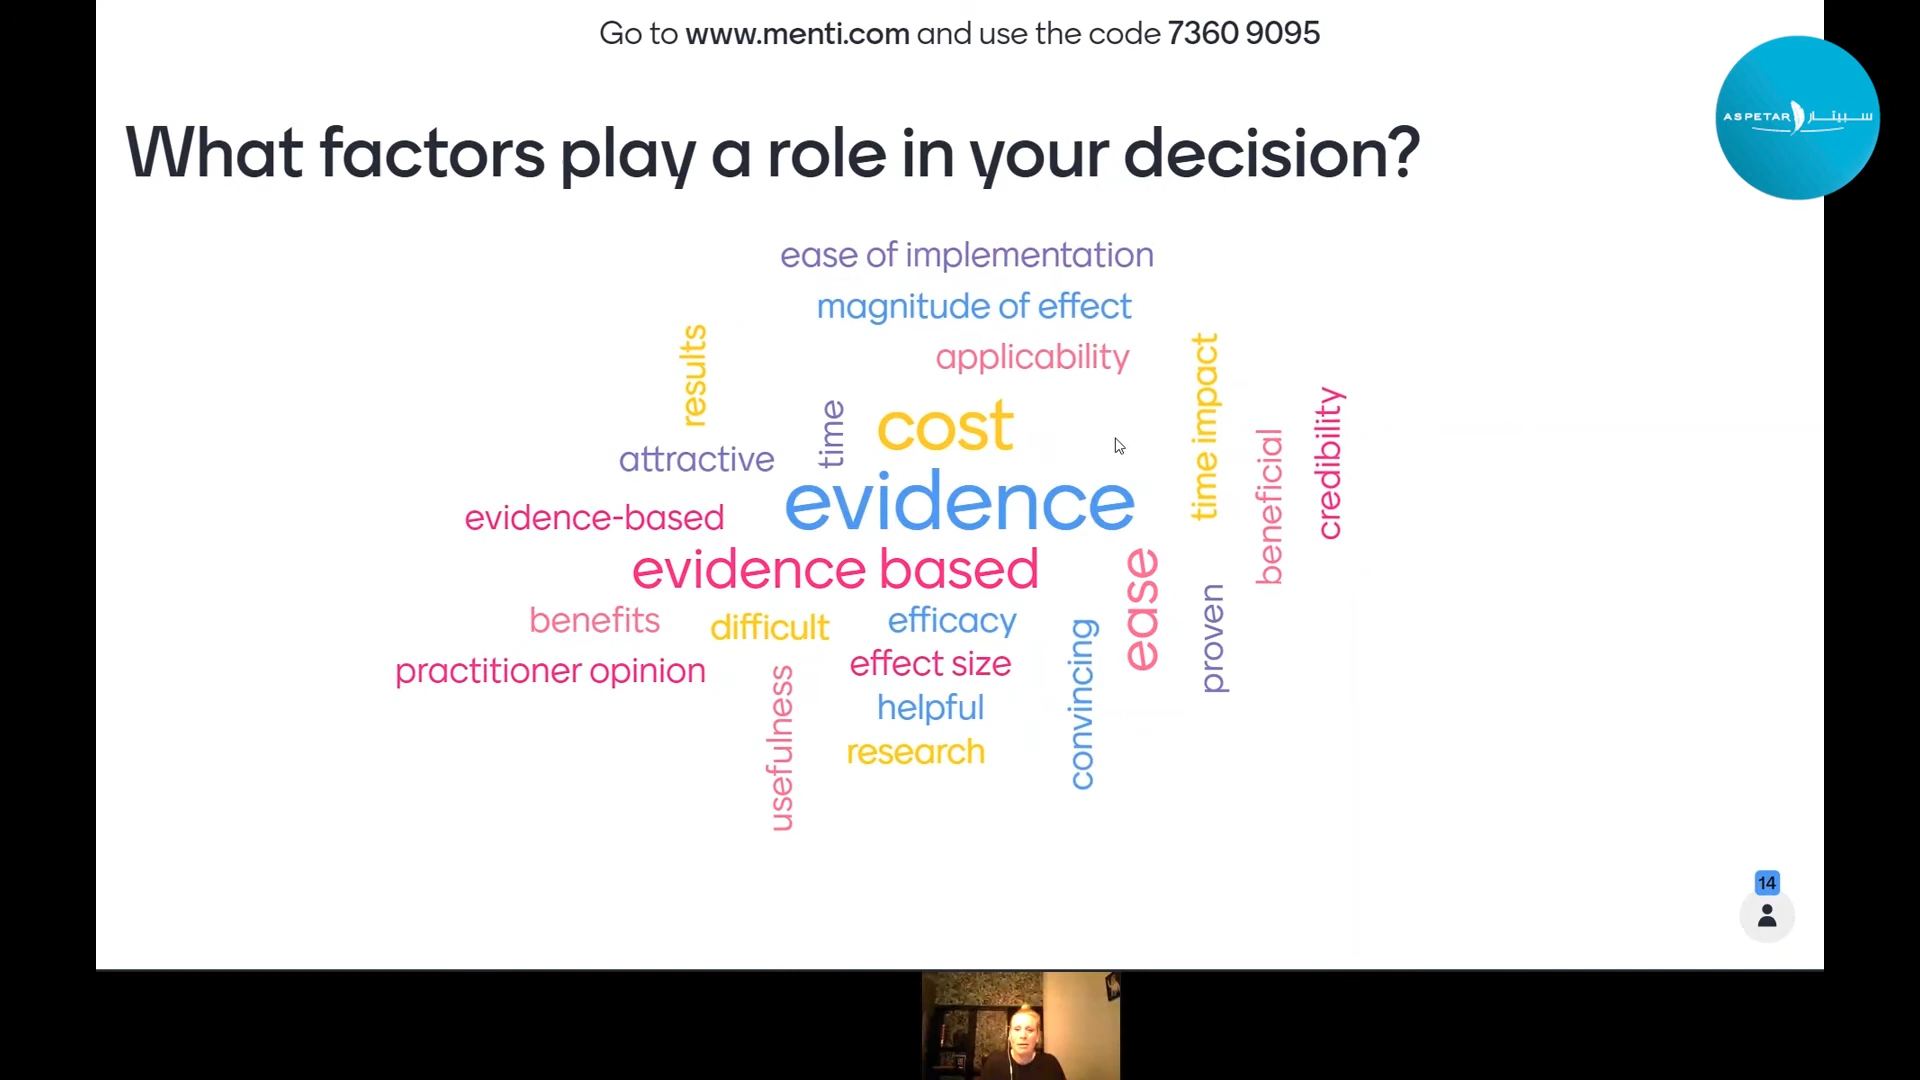 Go to www.menti.com and use the code 7360 9095
ASPETAR سبيتار
What factors play a role in your decision?
ease of implementation
magnitude of effect
results
applicability
time impact
credibility
time
cost
attractive
beneficial
evidence
evidence-based
evidence based
ease
proven
benefits
difficult
efficacy
convincing
practitioner opinion
effect size
usefulness
helpful
research
14